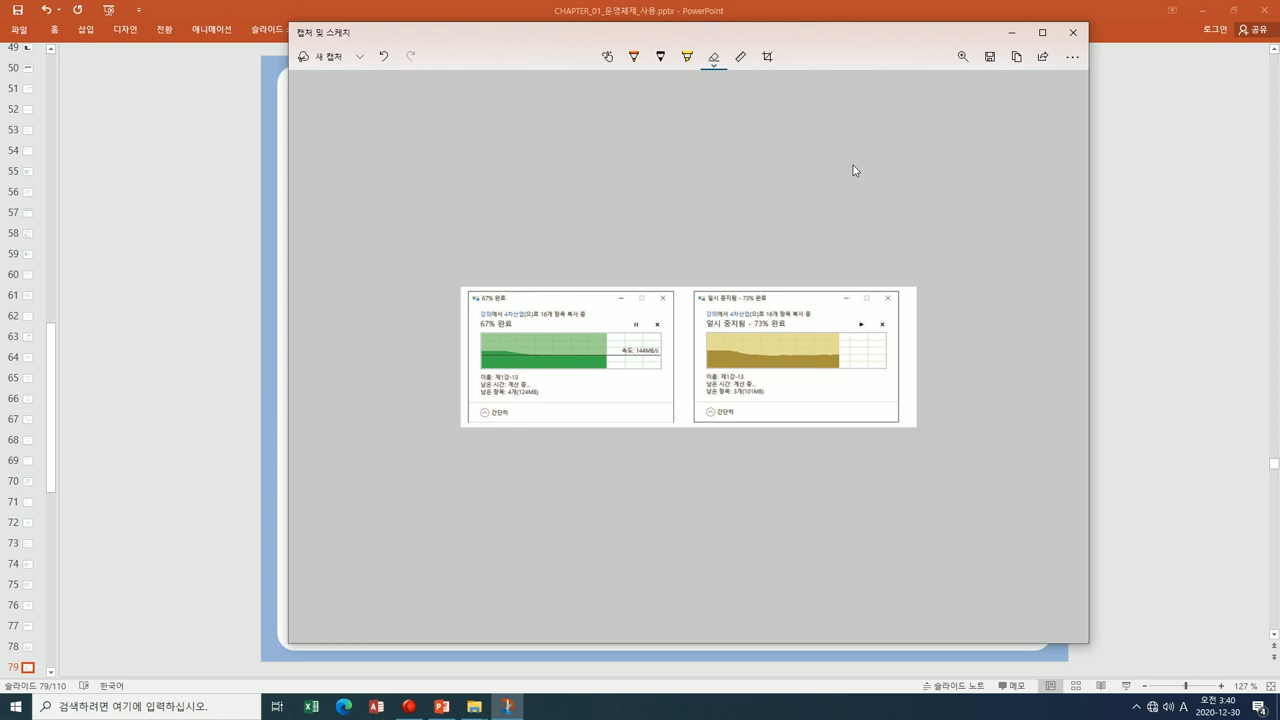 CHAPTER_01_운영체제_사용.pptx - PowerPoint
파일 홈 삽입 디자인 전환 애니메이션 슬라이드
로그인 공유
캡처 및 스케치
새 캡처
67% 완료
강의에서 4차산업(으)로 16개 항목 복사 중
67% 완료
속도: 144MB/s
이름: 제1강-13
남은 시간: 계산 중...
남은 항목: 4개(124MB)
간단히
일시 중지됨 - 73% 완료
강의에서 4차산업(으)로 16개 항목 복사 중
일시 중지됨 - 73% 완료
이름: 제1강-13
남은 시간: 계산 중...
남은 항목: 3개(101MB)
간단히
49
50
51
52
53
54
55
56
57
58
59
60
61
62
63
64
65
66
67
68
69
70
71
72
73
74
75
76
77
78
79
슬라이드 79/110 한국어
슬라이드 노트 메모 127 %
검색하려면 여기에 입력하십시오.
A
오전 3:40
2020-12-30
4